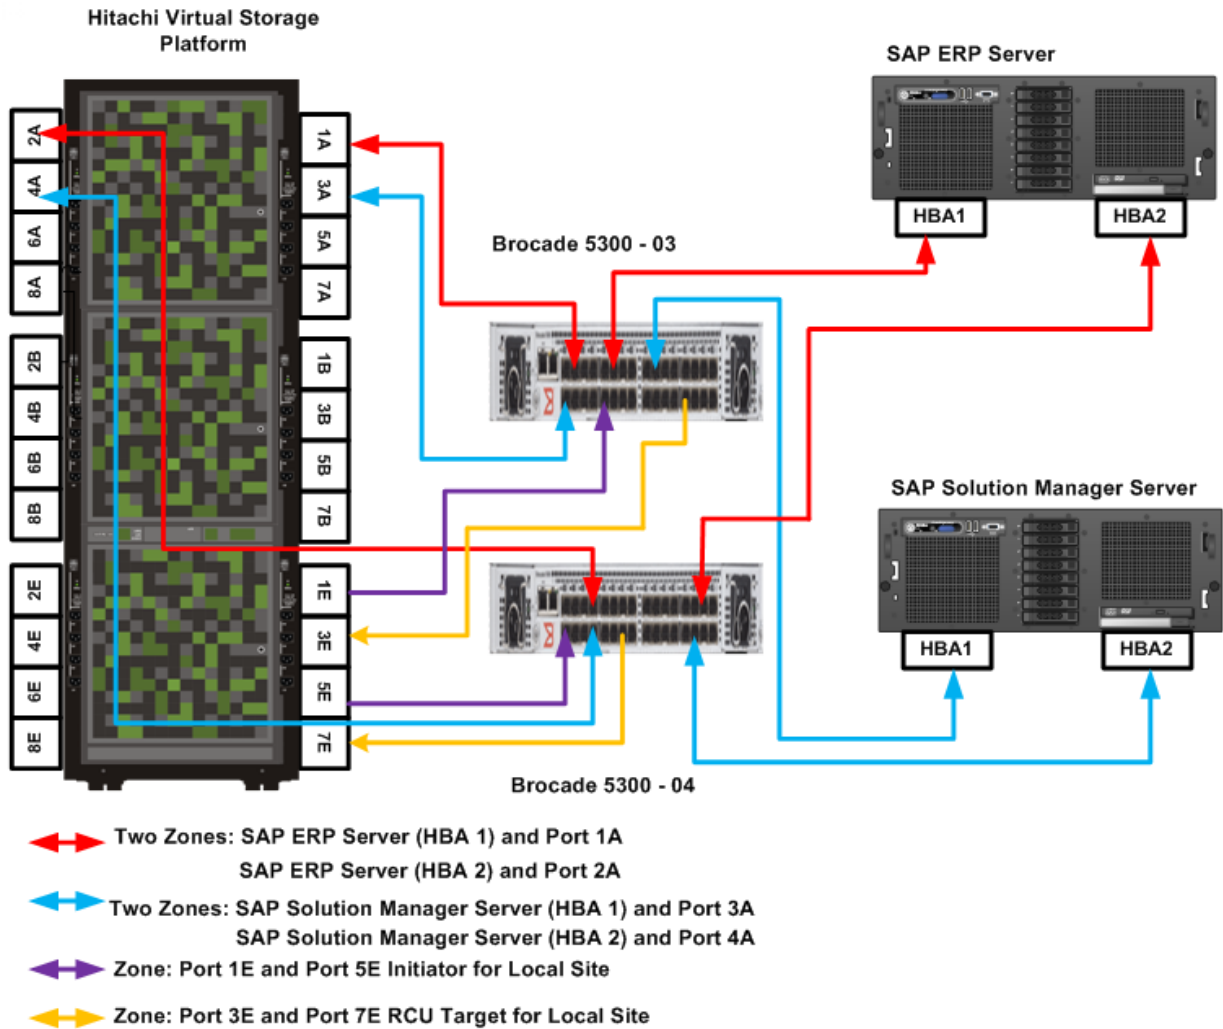 Hitachi Virtual Storage
Platform
SAP ERP Server
2A
4A
6A
8A
1A
3A
5A
7A
HBA1
HBA2
Brocade 5300 - 03
2B
4B
6B
8B
1B
3B
5B
7B
SAP Solution Manager Server
2E
4E
6E
8E
1E
3E
5E
7E
HBA1
HBA2
Brocade 5300 - 04
Two Zones: SAP ERP Server (HBA 1) and Port 1A
SAP ERP Server (HBA 2) and Port 2A
Two Zones: SAP Solution Manager Server (HBA 1) and Port 3A
SAP Solution Manager Server (HBA 2) and Port 4A
Zone: Port 1E and Port 5E Initiator for Local Site
Zone: Port 3E and Port 7E RCU Target for Local Site